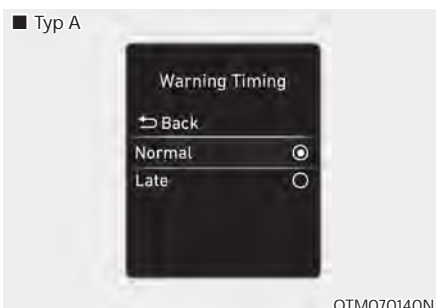 ■ Typ A
Warning Timing
Back
Normal
Late
OTM070140N